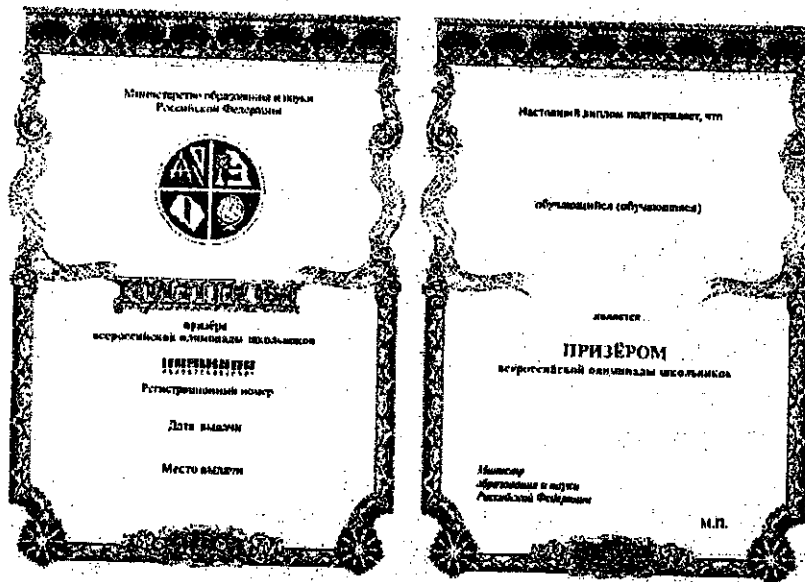 Министерство образования и науки
Российской Федерации
призёра
всероссийской олимпиады школьников
Регистрационный номер
Дата выдачи
Место выдачи
Настоящий диплом подтверждает, что
обучающийся (обучающаяся)
является
ПРИЗЁРОМ
всероссийской олимпиады школьников
Министр
образования и науки
Российской Федерации
М.П.